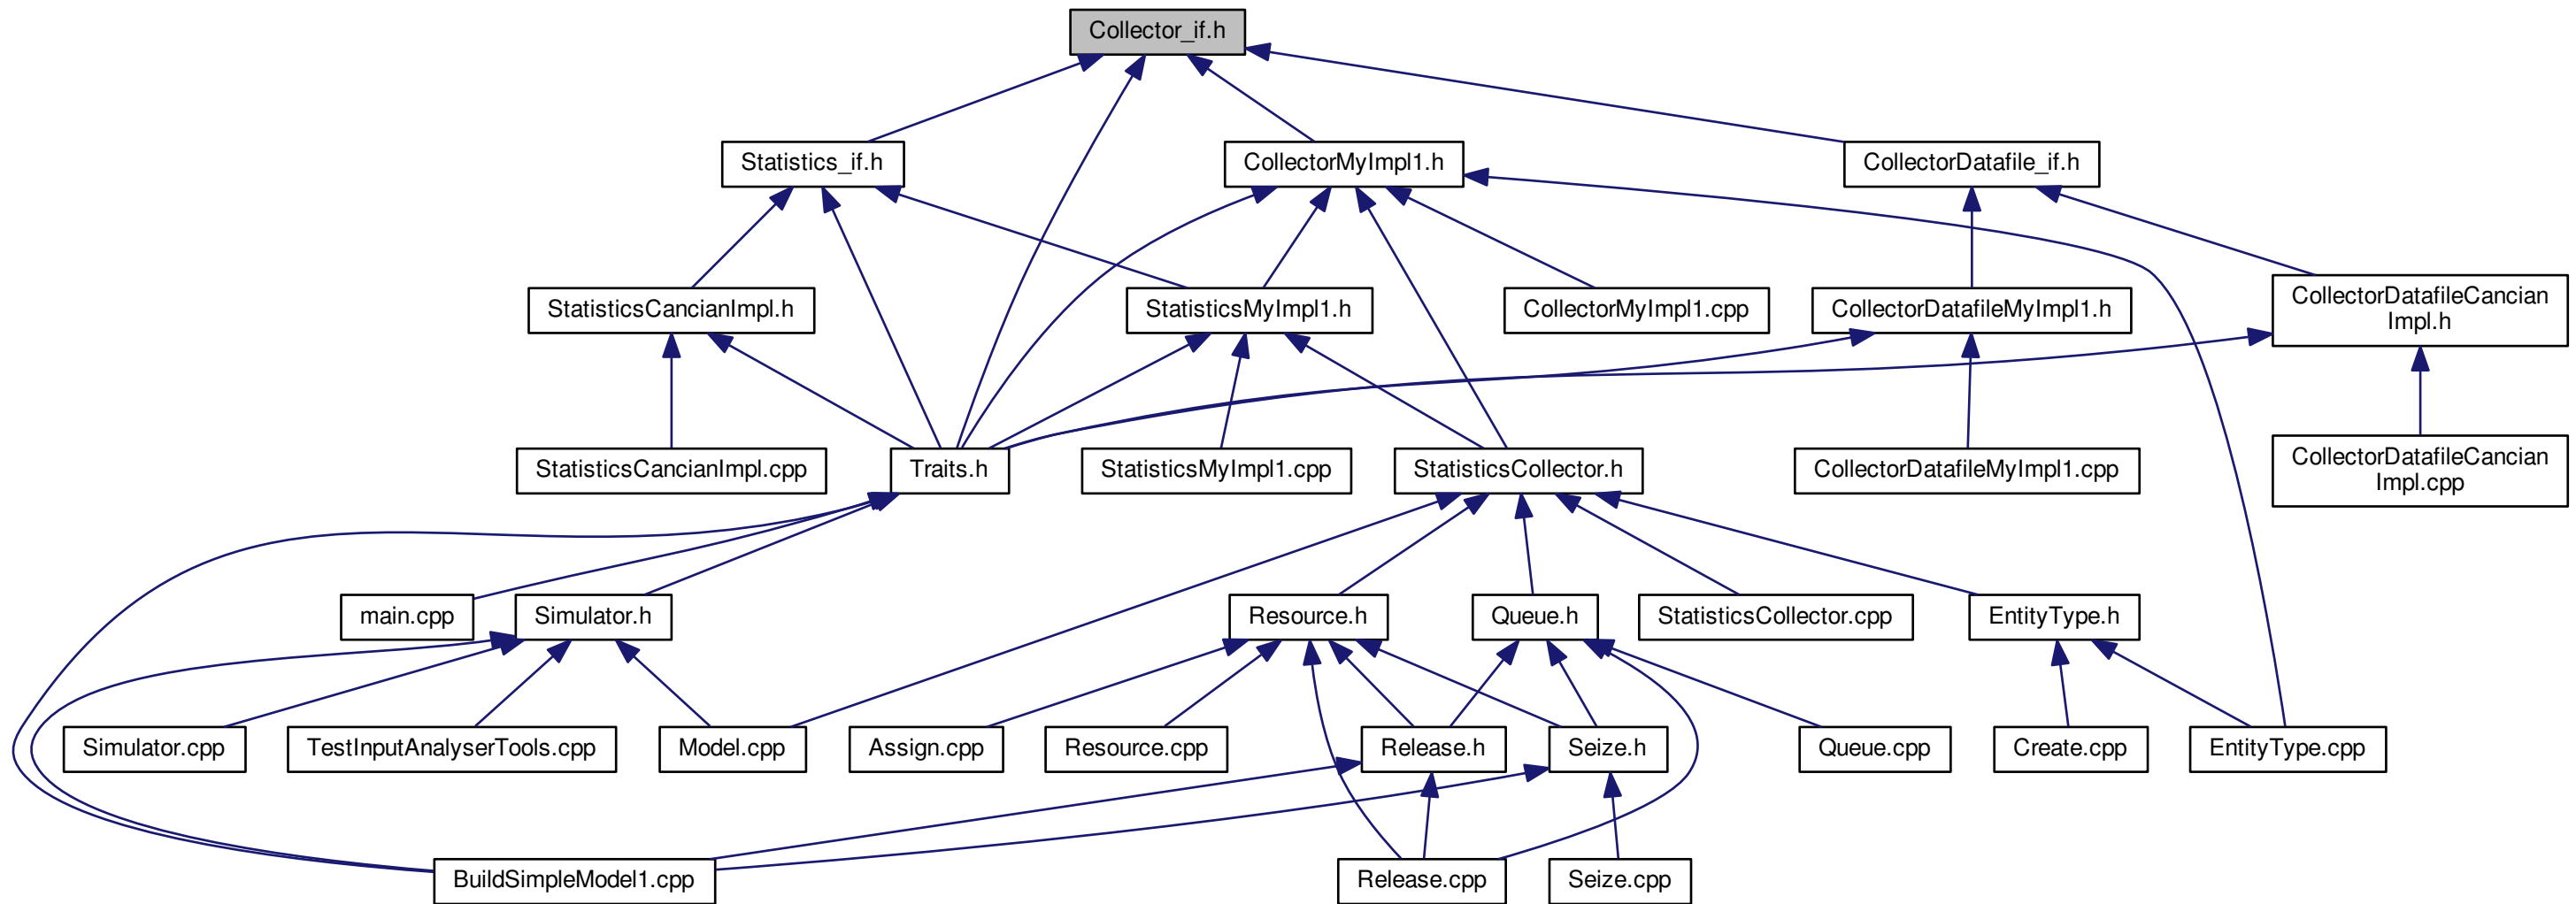 Collector_if.h
Statistics_if.h
CollectorMyImpl1.h
CollectorDatafile_if.h
StatisticsCancianImpl.h
StatisticsMyImpl1.h
CollectorMyImpl1.cpp
CollectorDatafileMyImpl1.h
CollectorDatafileCancian
Impl.h
StatisticsCancianImpl.cpp
Traits.h
StatisticsMyImpl1.cpp
StatisticsCollector.h
CollectorDatafileMyImpl1.cpp
CollectorDatafileCancian
Impl.cpp
main.cpp
Simulator.h
Resource.h
Queue.h
StatisticsCollector.cpp
EntityType.h
Simulator.cpp
TestInputAnalyserTools.cpp
Model.cpp
Assign.cpp
Resource.cpp
Release.h
Seize.h
Queue.cpp
Create.cpp
EntityType.cpp
BuildSimpleModel1.cpp
Release.cpp
Seize.cpp